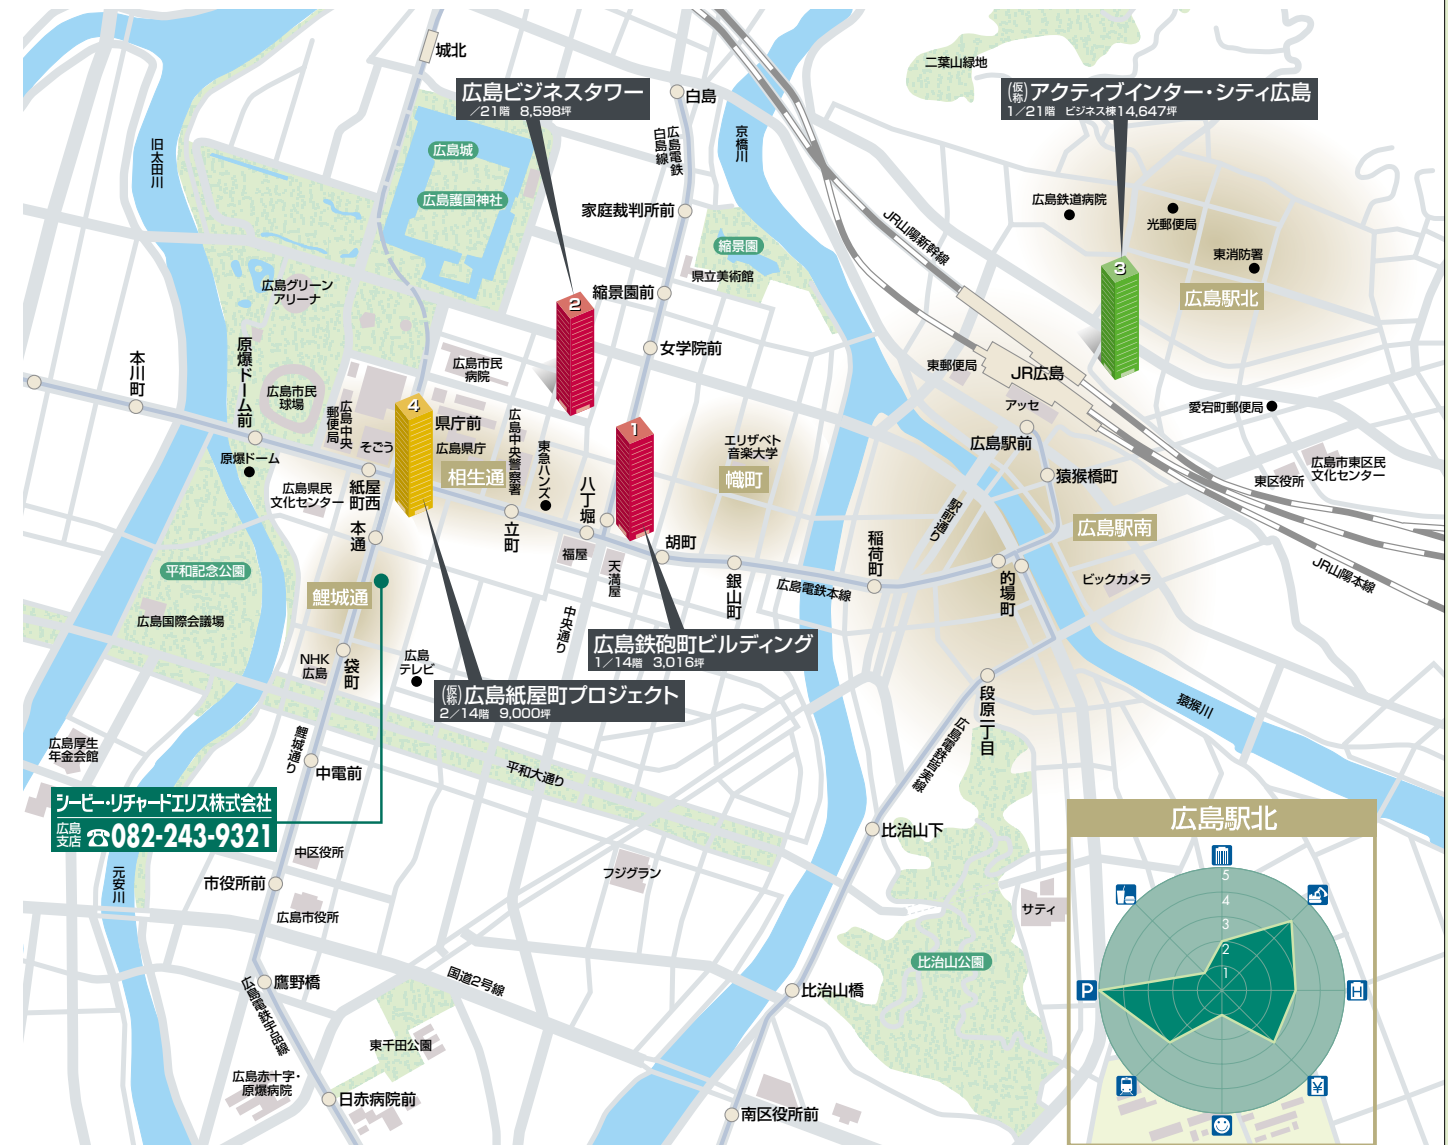 城北
二葉山緑地
広島ビジネスタワー
／21階 8,598坪
(仮称)アクティブインター・シティ広島
1／21階 ビジネス棟14,647坪
白島
旧太田川
広島電鉄
白島線
京橋川
広島城
広島護国神社
家庭裁判所前
縮景園
県立美術館
JR山陽新幹線
広島鉄道病院
光郵便局
東消防署
広島駅北
3
広島グリーン
アリーナ
縮景園前
2
女学院前
本川町
原爆ドーム前
広島市民
病院
東郵便局
JR広島
アッセ
愛宕町郵便局
広島市民
球場
広島中央
郵便局
4
県庁前
そごう
広島県庁
広島中央警察署
東急ハンズ
1
エリザベト
音楽大学
広島駅前
原爆ドーム
相生通
幟町
猿猴橋町
広島市東区民
文化センター
東区役所
広島県民
文化センター
紙屋町西
八丁堀
駅前通り
広島駅南
本通
立町
福屋
胡町
稲荷町
天満屋
銀山町
広島電鉄本線
的場町
ビックカメラ
JR山陽本線
平和記念公園
鯉城通
広島国際会議場
中央通り
広島鉄砲町ビルディング
1／14階 3,016坪
NHK
広島
袋町
広島
テレビ
(仮称)広島紙屋町プロジェクト
2／14階 9,000坪
段原一丁目
猿猴川
広島電鉄皆実線
広島厚生
年金会館
鯉城通り
中電前
平和大通り
シービー・リチャードエリス株式会社
広島
支店 ☎082-243-9321
比治山下
広島駅北
中区役所
元安川
市役所前
フジグラン
広島市役所
サティ
5
4
3
2
1
比治山公園
国道2号線
鷹野橋
広島電鉄宇品線
比治山橋
P
H
東千田公園
広島赤十字・
原爆病院
¥
日赤病院前
南区役所前